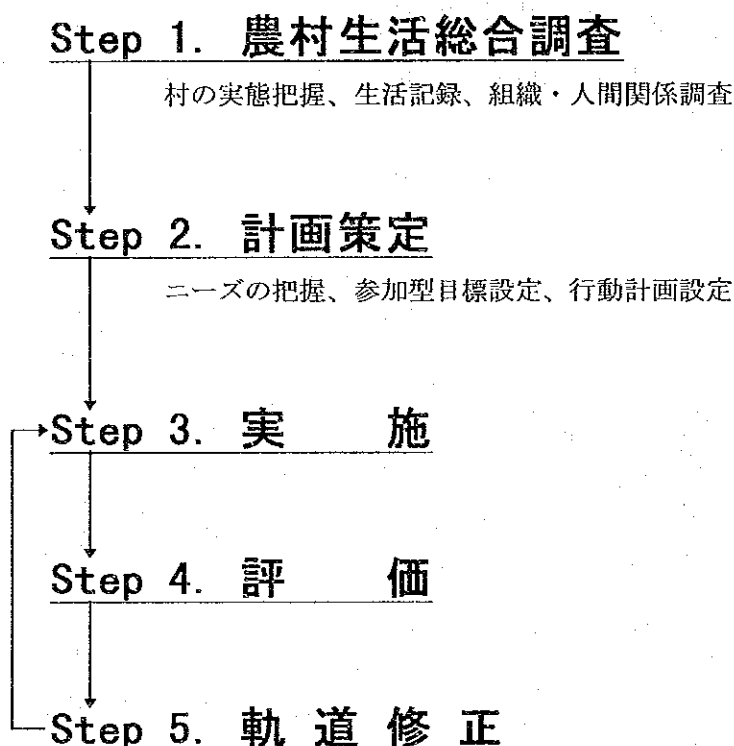 Step 1. 農村生活総合調査
村の実態把握、生活記録、組織・人間関係調査
Step 2. 計画策定
ニーズの把握、参加型目標設定、行動計画設定
Step 3. 実　　施
Step 4. 評　　価
Step 5. 軌 道 修 正